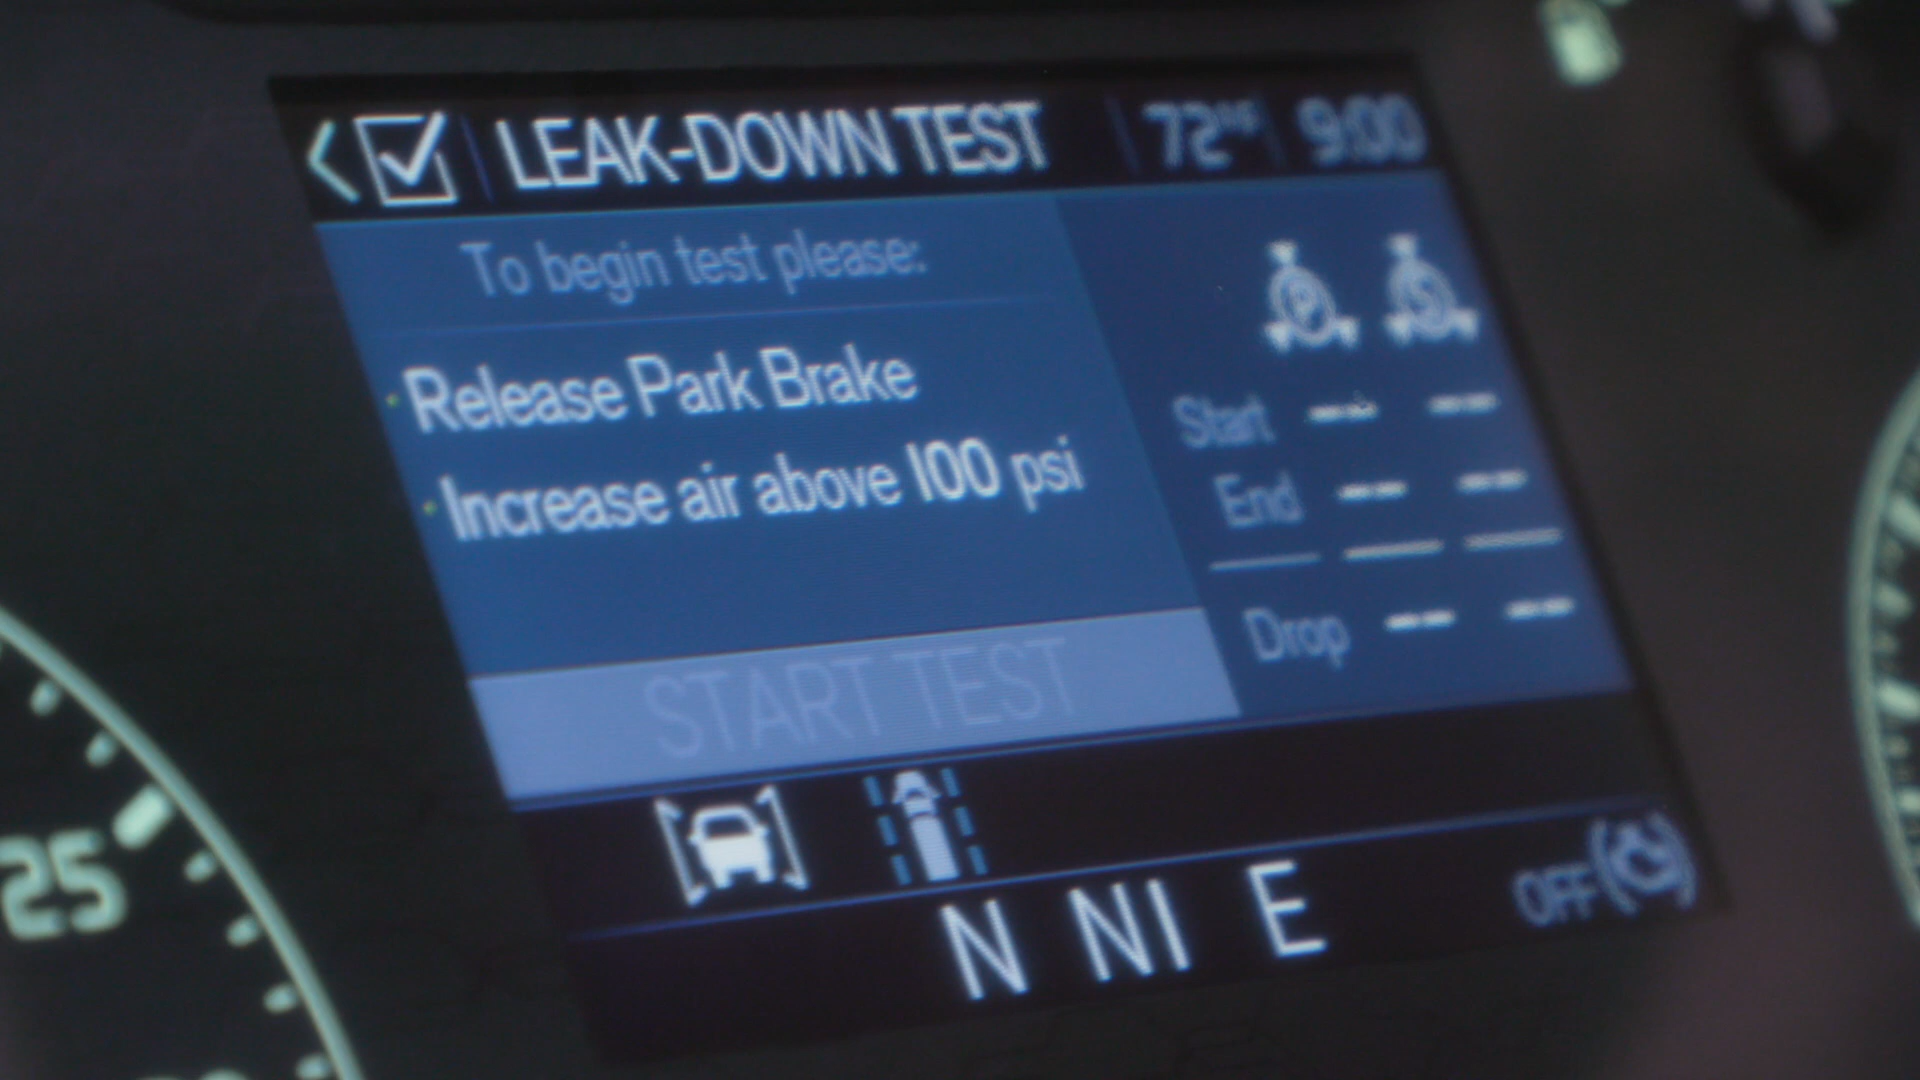 LEAK-DOWN TEST 72°F 9:00
To begin test please:
Release Park Brake
Increase air above 100 psi
START TEST
P S
Start -- --
End -- --
Drop -- --
N NI E OFF
25